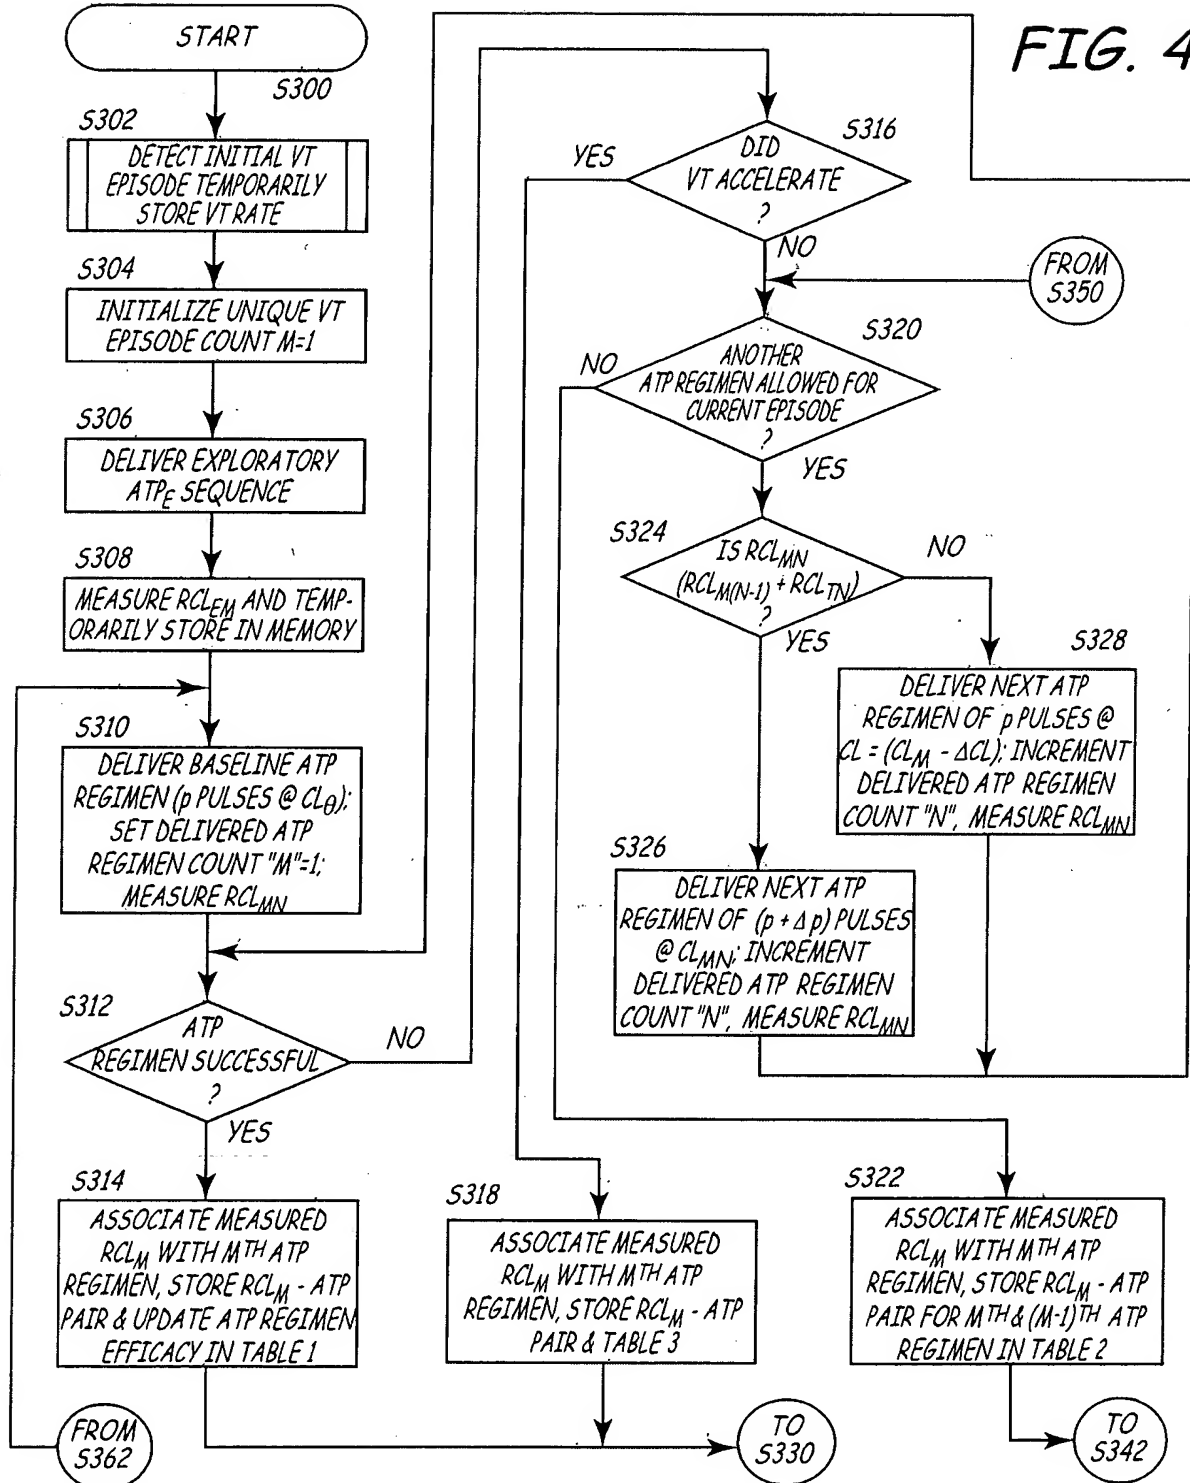 FIG. 4
START
S300
S302
DETECT INITIAL VT
EPISODE TEMPORARILY
STORE VT RATE
S304
INITIALIZE UNIQUE VT
EPISODE COUNT M=1
S306
DELIVER EXPLORATORY
ATPE SEQUENCE
S308
MEASURE RCLEM AND TEMP-
ORARILY STORE IN MEMORY
S310
DELIVER BASELINE ATP
REGIMEN (p PULSES @ CLθ);
SET DELIVERED ATP
REGIMEN COUNT "M"=1;
MEASURE RCLMN
S312
ATP
REGIMEN SUCCESSFUL
?
NO
YES
S314
ASSOCIATE MEASURED
RCLM WITH MTH ATP
REGIMEN, STORE RCLM - ATP
PAIR & UPDATE ATP REGIMEN
EFFICACY IN TABLE 1
FROM
S362
S316
DID
VT ACCELERATE
?
YES
NO
FROM
S350
S320
ANOTHER
ATP REGIMEN ALLOWED FOR
CURRENT EPISODE
?
NO
YES
S324
IS RCLMN
(RCLM(N-1) + RCLTN)
?
NO
YES
S328
DELIVER NEXT ATP
REGIMEN OF p PULSES @
CL = (CLM - ΔCL); INCREMENT
DELIVERED ATP REGIMEN
COUNT "N", MEASURE RCLMN
S326
DELIVER NEXT ATP
REGIMEN OF (p + Δp) PULSES
@ CLMN; INCREMENT
DELIVERED ATP REGIMEN
COUNT "N", MEASURE RCLMN
S318
ASSOCIATE MEASURED
RCLM WITH MTH ATP
REGIMEN, STORE RCLM - ATP
PAIR & TABLE 3
S322
ASSOCIATE MEASURED
RCLM WITH MTH ATP
REGIMEN, STORE RCLM - ATP
PAIR FOR MTH & (M-1)TH ATP
REGIMEN IN TABLE 2
TO
S330
TO
S342